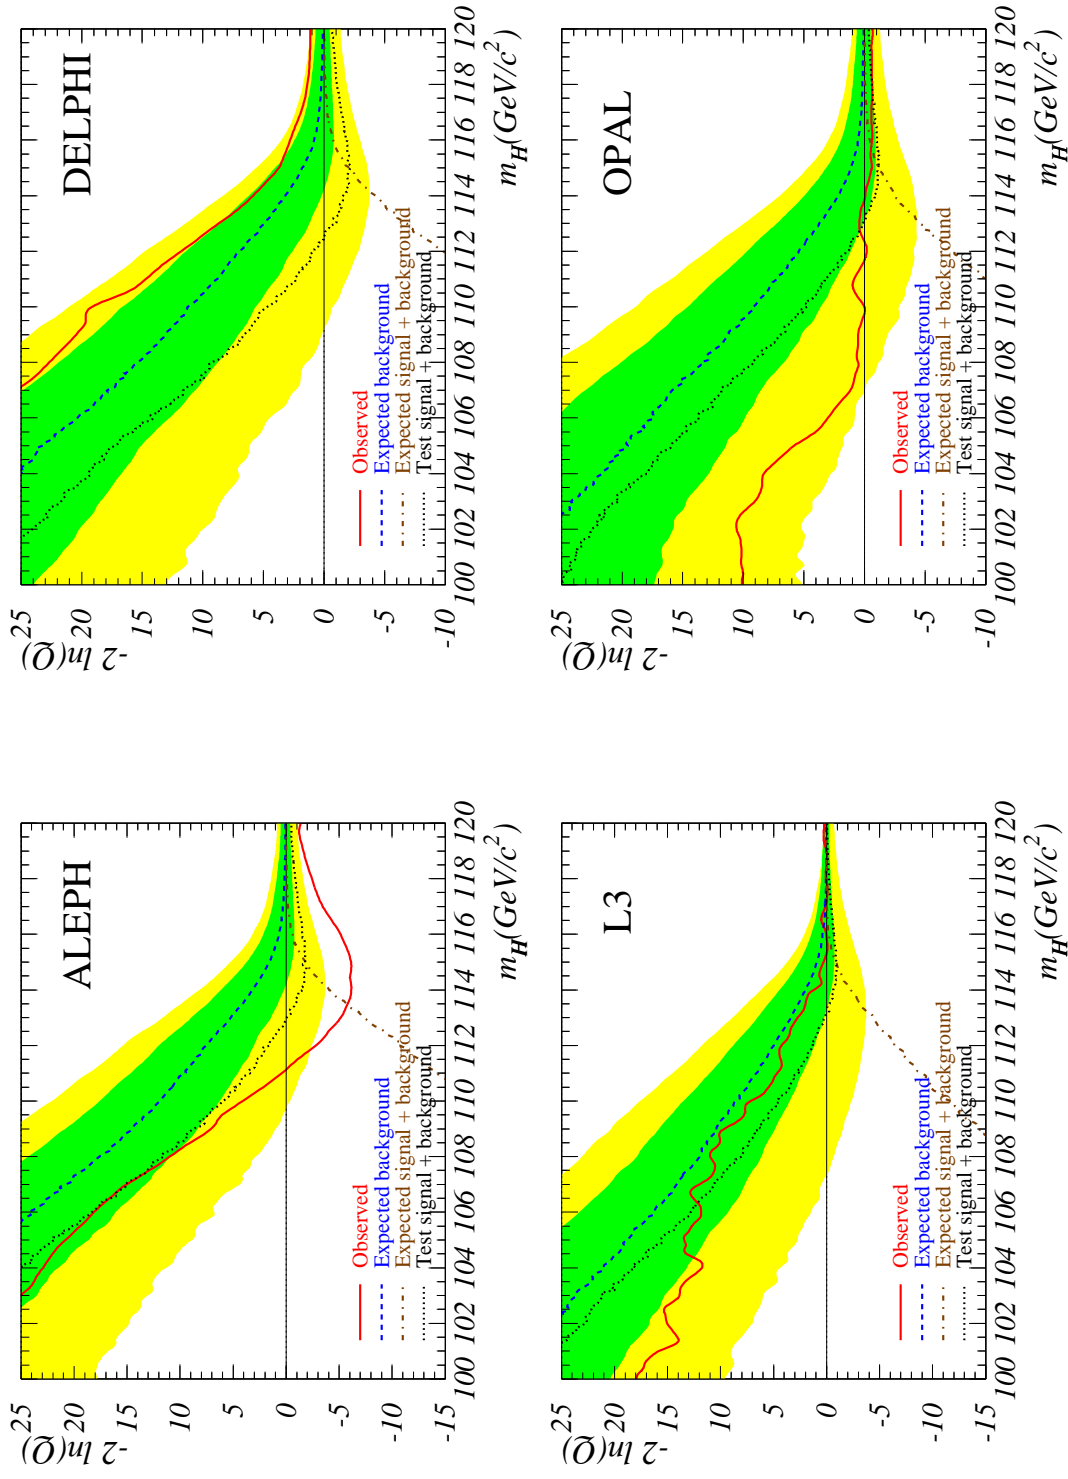 ALEPH
-2 ln(Q)
25
20
15
10
5
0
-5
-10
-15
100 102 104 106 108 110 112 114 116 118 120
m_H(GeV/c²)
Observed
Expected background
Expected signal + background
Test signal + background
DELPHI
-2 ln(Q)
25
20
15
10
5
0
-5
-10
100 102 104 106 108 110 112 114 116 118 120
m_H(GeV/c²)
Observed
Expected background
Expected signal + background
Test signal + background
L3
-2 ln(Q)
25
20
15
10
5
0
-5
-10
-15
100 102 104 106 108 110 112 114 116 118 120
m_H(GeV/c²)
Observed
Expected background
Expected signal + background
Test signal + background
OPAL
-2 ln(Q)
25
20
15
10
5
0
-5
-10
100 102 104 106 108 110 112 114 116 118 120
m_H(GeV/c²)
Observed
Expected background
Expected signal + background
Test signal + background